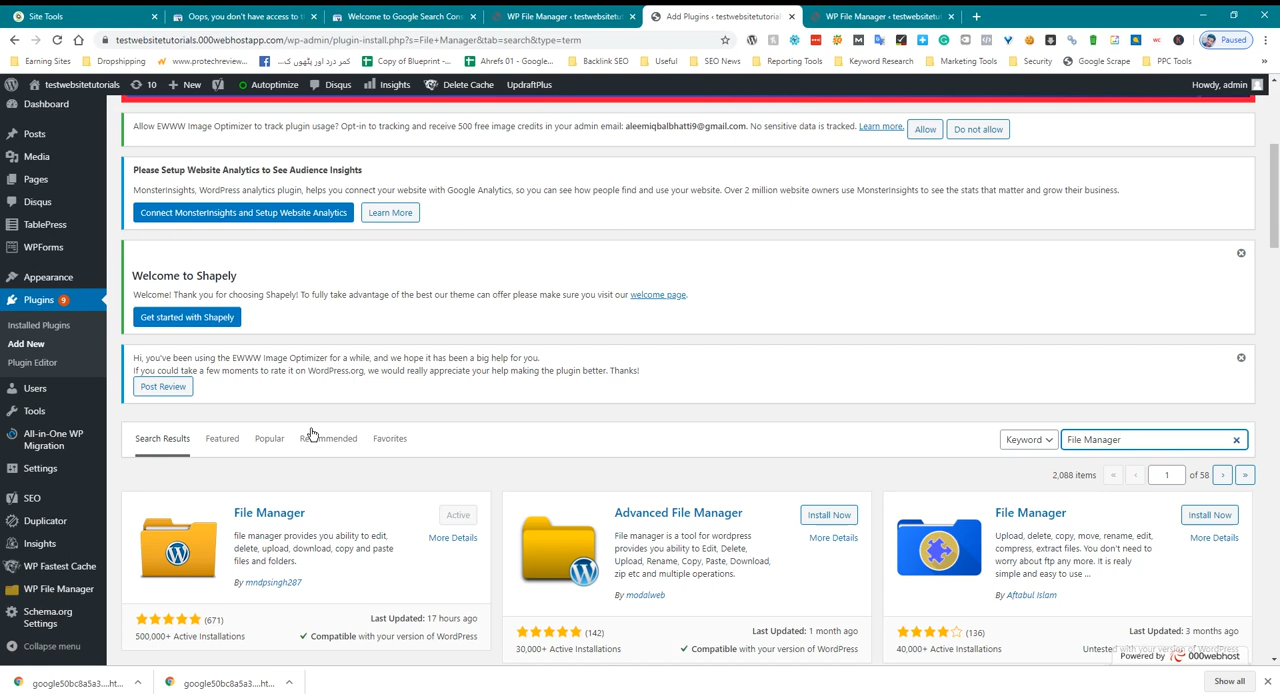 Site Tools
Oops, you don't have access to t
Welcome to Google Search Cons
WP File Manager ‹ testwebsitetu
Add Plugins ‹ testwebsitetutorial
WP File Manager ‹ testwebsitetu
testwebsitetutorials.000webhostapp.com/wp-admin/plugin-install.php?s=File+Manager&tab=search&type=term
Paused
Earning Sites
Dropshipping
www.protechreview....
کمر درد اور پٹھوں ک...
Copy of Blueprint -...
Ahrefs 01 - Google...
Backlink SEO
Useful
SEO News
Reporting Tools
Keyword Research
Marketing Tools
Security
Google Scrape
PPC Tools
testwebsitetutorials
10
New
Autoptimize
Disqus
Insights
Delete Cache
UpdraftPlus
Howdy, admin
Dashboard
Posts
Media
Pages
Disqus
TablePress
WPForms
Appearance
Plugins 9
Installed Plugins
Add New
Plugin Editor
Users
Tools
All-in-One WP
Migration
Settings
SEO
Duplicator
Insights
WP Fastest Cache
WP File Manager
Schema.org
Settings
Collapse menu
Allow EWWW Image Optimizer to track plugin usage? Opt-in to tracking and receive 500 free image credits in your admin email: aleemiqbalbhatti9@gmail.com. No sensitive data is tracked. Learn more.
Allow
Do not allow
Please Setup Website Analytics to See Audience Insights
MonsterInsights, WordPress analytics plugin, helps you connect your website with Google Analytics, so you can see how people find and use your website. Over 2 million website owners use MonsterInsights to see the stats that matter and grow their business.
Connect MonsterInsights and Setup Website Analytics
Learn More
Welcome to Shapely
Welcome! Thank you for choosing Shapely! To fully take advantage of the best our theme can offer please make sure you visit our welcome page.
Get started with Shapely
Hi, you've been using the EWWW Image Optimizer for a while, and we hope it has been a big help for you.
If you could take a few moments to rate it on WordPress.org, we would really appreciate your help making the plugin better. Thanks!
Post Review
Search Results
Featured
Popular
Recommended
Favorites
Keyword
File Manager
2,088 items
«
‹
1
of 58
›
»
File Manager
Active
More Details
file manager provides you ability to edit,
delete, upload, download, copy and paste
files and folders.
By mndpsingh287
(671)
500,000+ Active Installations
Last Updated: 17 hours ago
Compatible with your version of WordPress
Advanced File Manager
Install Now
More Details
File manager is a tool for wordpress
provides you ability to Edit, Delete,
Upload, Rename, Copy, Paste, Download,
zip etc and multiple operations.
By modalweb
(142)
30,000+ Active Installations
Last Updated: 1 month ago
Compatible with your version of WordPress
File Manager
Install Now
More Details
Upload, delete, copy, move, rename, edit,
compress, extract files. You don't need to
worry about ftp any more. It is realy
simple and easy to use ...
By Aftabul Islam
(136)
40,000+ Active Installations
Last Updated: 3 months ago
Untested with your version of WordPress
Powered by 000webhost
google50bc8a5a3....ht...
google50bc8a5a3....ht...
Show all